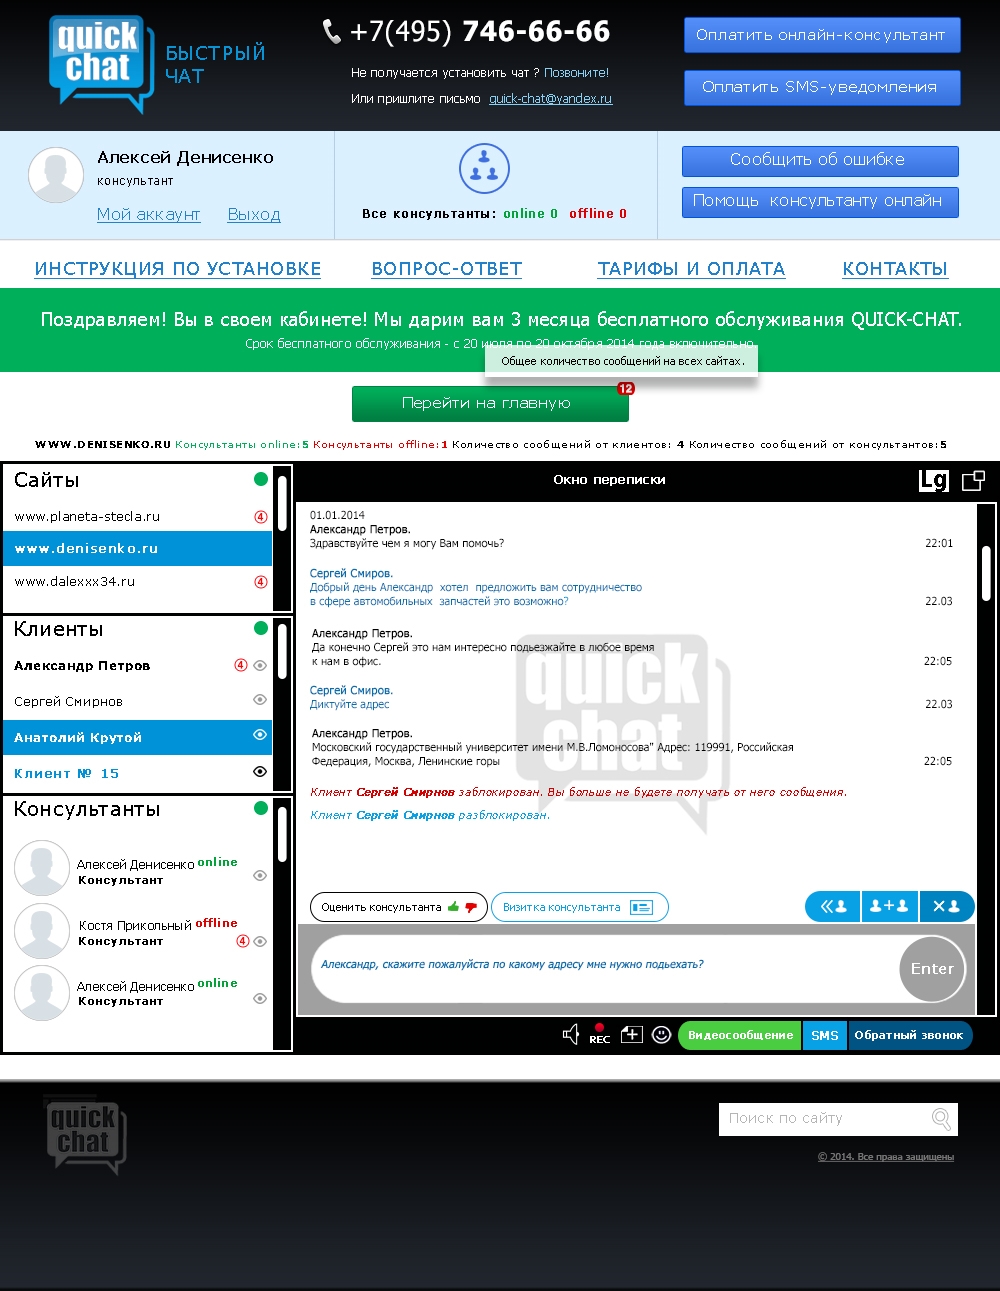 quick
chat
БЫСТРЫЙ
ЧАТ
+7(495) 746-66-66
Не получается установить чат ? Позвоните!
Или пришлите письмо quick-chat@yandex.ru
Оплатить онлайн-консультант
Оплатить SMS-уведомления
Алексей Денисенко
консультант
Мой аккаунт Выход
Все консультанты: online 0 offline 0
Сообщить об ошибке
Помощь консультанту онлайн
ИНСТРУКЦИЯ ПО УСТАНОВКЕ ВОПРОС-ОТВЕТ ТАРИФЫ И ОПЛАТА КОНТАКТЫ
Поздравляем! Вы в своем кабинете! Мы дарим вам 3 месяца бесплатного обслуживания QUICK-CHAT.
Срок бесплатного обслуживания - с 20 июля по 20 октября 2014 года включительно
Общее количество сообщений на всех сайтах.
Перейти на главную 12
WWW.DENISENKO.RU Консультанты online:5 Консультанты offline:1 Количество сообщений от клиентов: 4 Количество сообщений от консультантов:5
Сайты
www.planeta-stecla.ru 4
www.denisenko.ru
www.dalexxx34.ru 4
Клиенты
Александр Петров 4
Сергей Смирнов
Анатолий Крутой
Клиент № 15
Консультанты
Алексей Денисенко online
Консультант
Костя Прикольный offline
Консультант 4
Алексей Денисенко online
Консультант
Окно переписки Lg
01.01.2014
Александр Петров.
Здравствуйте чем я могу Вам помочь? 22:01
Сергей Смиров.
Добрый день Александр хотел предложить вам сотрудничество
в сфере автомобильных запчастей это возможно? 22.03
Александр Петров.
Да конечно Сергей это нам интересно подьезжайте в любое время
к нам в офис. 22:05
Сергей Смиров.
Диктуйте адрес 22.03
Александр Петров.
Московский государственный университет имени М.В.Ломоносова" Адрес: 119991, Российская
Федерация, Москва, Ленинские горы 22:05
quick
chat
Клиент Сергей Смирнов заблокирован. Вы больше не будете получать от него сообщения.
Клиент Сергей Смирнов разблокирован.
Оценить консультанта Визитка консультанта
Александр, скажите пожалуйста по какому адресу мне нужно подьехать?
Enter
REC Видеосообщение SMS Обратный звонок
quick
chat
Поиск по сайту
© 2014. Все права защищены